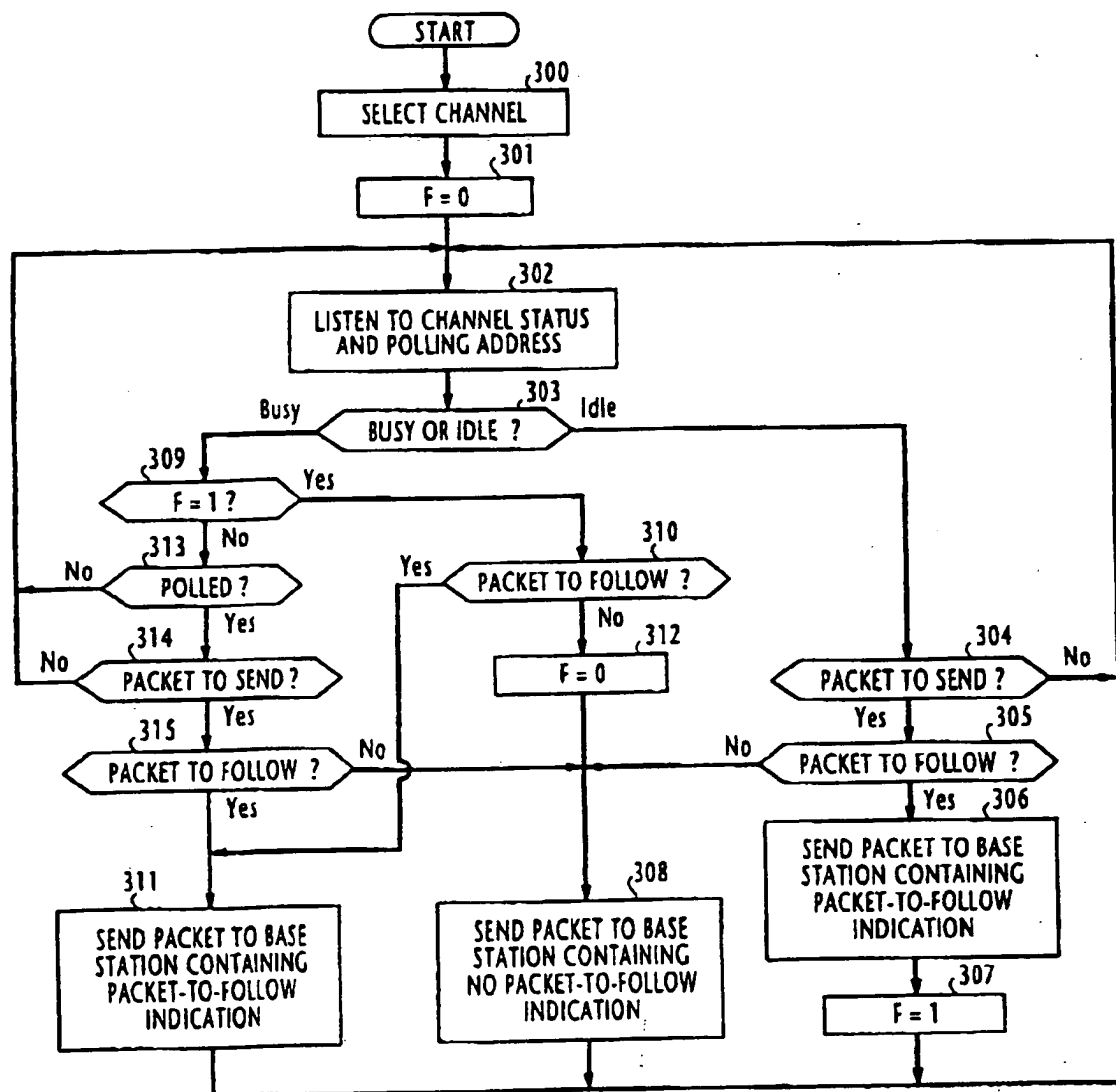 START
300
SELECT CHANNEL
301
F = 0
302
LISTEN TO CHANNEL STATUS
AND POLLING ADDRESS
303
Busy
BUSY OR IDLE ?
Idle
309
F = 1 ?
Yes
No
313
No
POLLED ?
Yes
310
Yes
PACKET TO FOLLOW ?
No
314
No
PACKET TO SEND ?
Yes
312
F = 0
304
PACKET TO SEND ?
No
Yes
315
PACKET TO FOLLOW ?
No
Yes
305
No
PACKET TO FOLLOW ?
Yes
306
SEND PACKET TO BASE
STATION CONTAINING
PACKET-TO-FOLLOW
INDICATION
311
SEND PACKET TO BASE
STATION CONTAINING
PACKET-TO-FOLLOW
INDICATION
308
SEND PACKET TO BASE
STATION CONTAINING
NO PACKET-TO-FOLLOW
INDICATION
307
F = 1